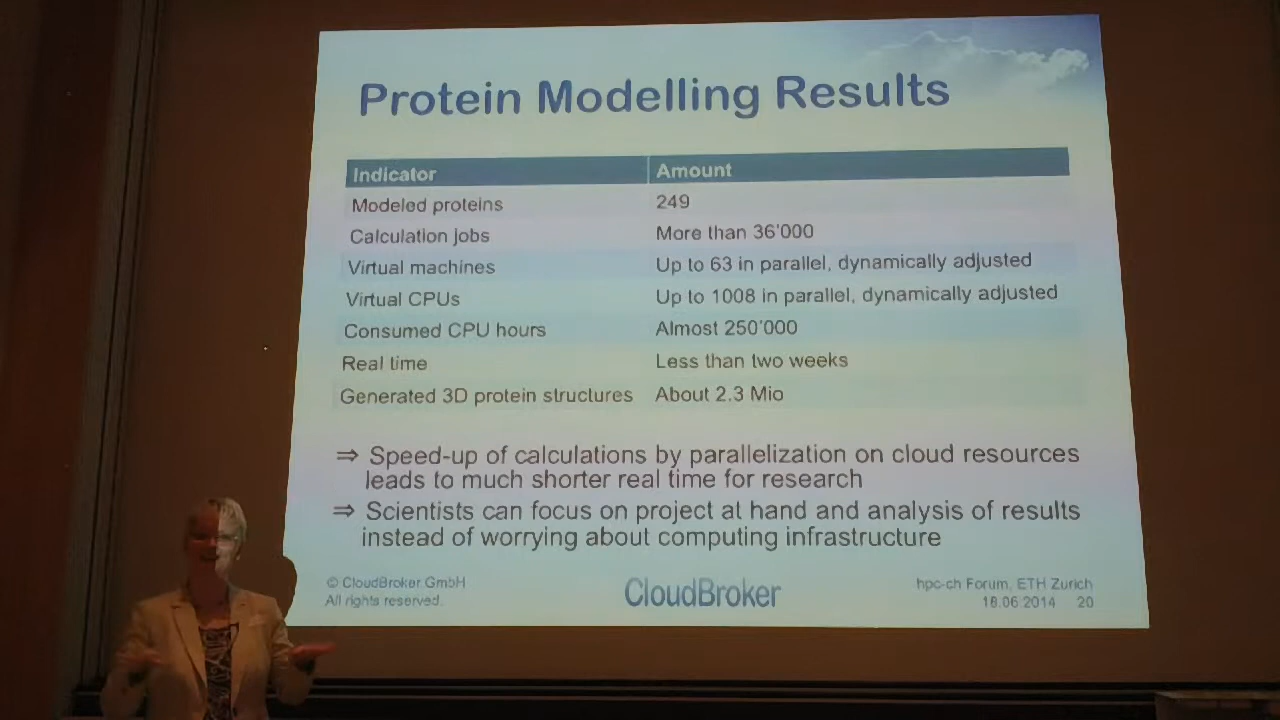 Protein Modelling Results
Indicator Amount
Modeled proteins 249
Calculation jobs More than 36'000
Virtual machines Up to 63 in parallel, dynamically adjusted
Virtual CPUs Up to 1008 in parallel, dynamically adjusted
Consumed CPU hours Almost 250'000
Real time Less than two weeks
Generated 3D protein structures About 2.3 Mio
⇒ Speed-up of calculations by parallelization on cloud resources
leads to much shorter real time for research
⇒ Scientists can focus on project at hand and analysis of results
instead of worrying about computing infrastructure
© CloudBroker GmbH
All rights reserved.
CloudBroker
hpc-ch Forum, ETH Zurich
18.06.2014 20